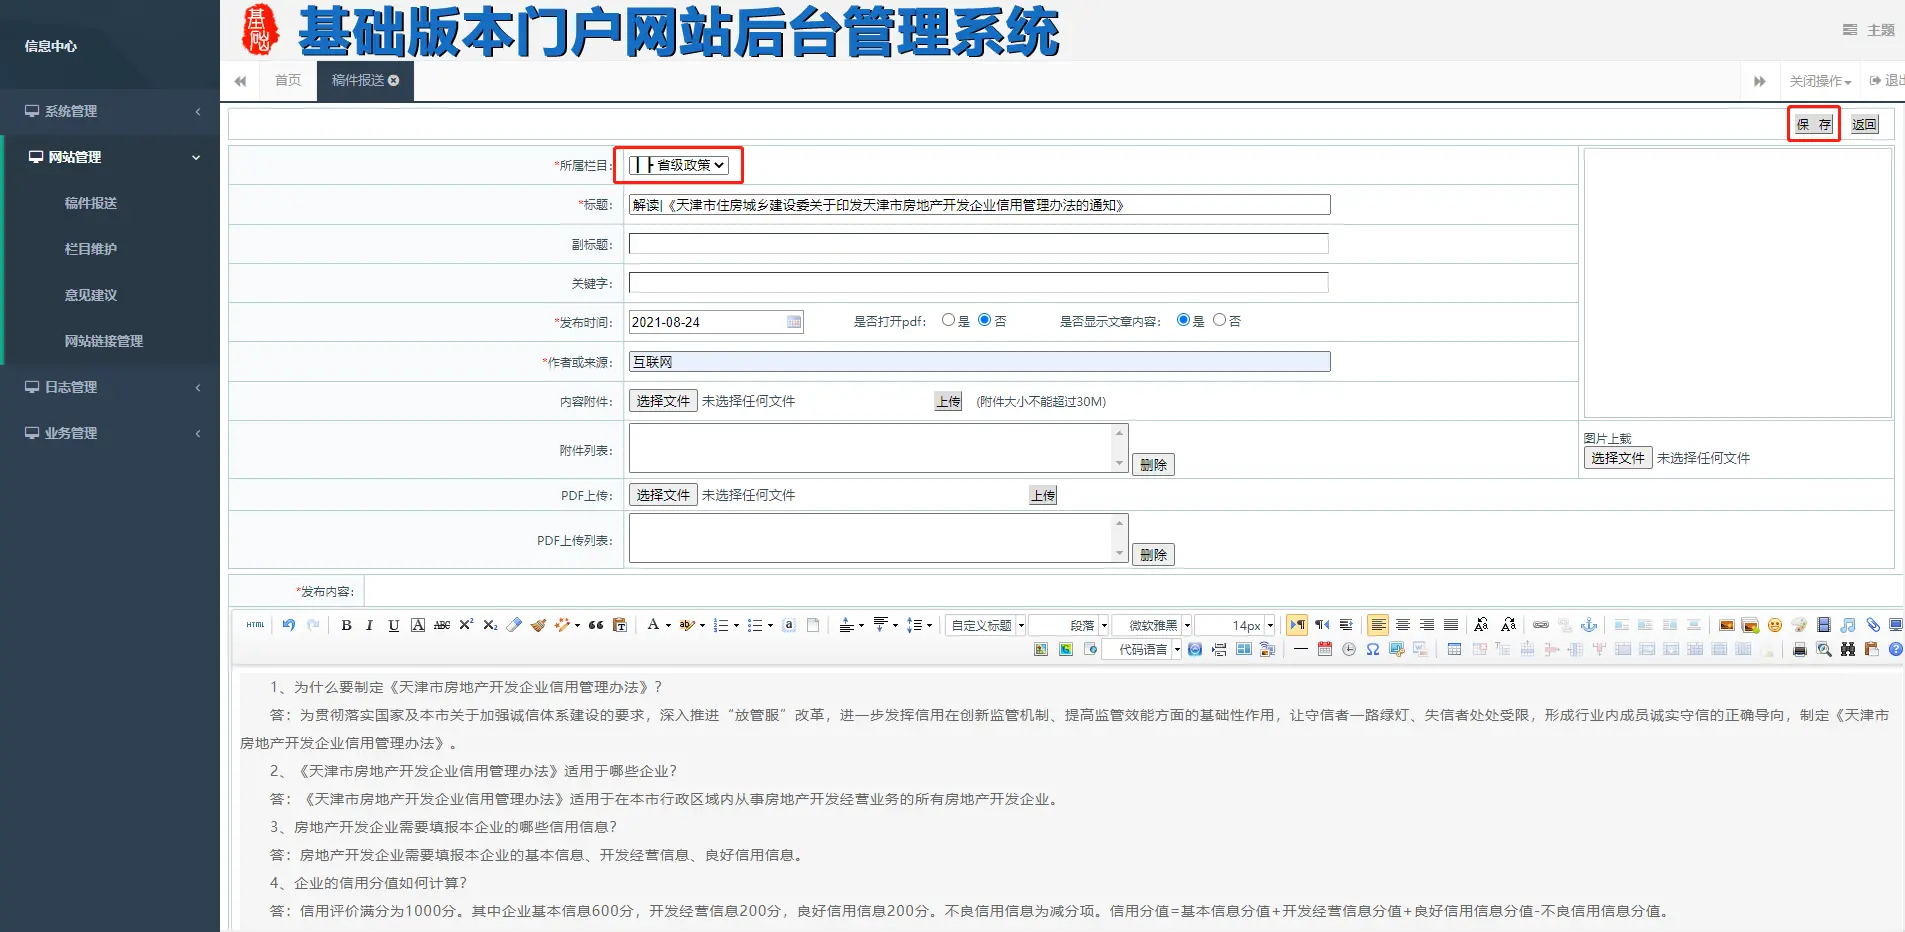 基础
基础版本门户网站后台管理系统
信息中心
主题
首页
稿件报送
关闭操作
退出
系统管理
网站管理
稿件报送
栏目维护
意见建议
网站链接管理
日志管理
业务管理
保 存
返回
*所属栏目：
┃┣ 省级政策
*标题：
解读|《天津市住房城乡建设委关于印发天津市房地产开发企业信用管理办法的通知》
副标题：
关键字：
*发布时间：
2021-08-24
是否打开pdf：
是
否
是否显示文章内容：
是
否
*作者或来源：
互联网
内容附件：
选择文件 未选择任何文件
上传
(附件大小不能超过30M)
附件列表：
删除
图片上载
选择文件 未选择任何文件
PDF上传：
选择文件 未选择任何文件
上传
PDF上传列表：
删除
*发布内容：
HTML
自定义标题
段落
微软雅黑
14px
代码语言
1、为什么要制定《天津市房地产开发企业信用管理办法》？
答：为贯彻落实国家及本市关于加强诚信体系建设的要求，深入推进“放管服”改革，进一步发挥信用在创新监管机制、提高监管效能方面的基础性作用，让守信者一路绿灯、失信者处处受限，形成行业内成员诚实守信的正确导向，制定《天津市
房地产开发企业信用管理办法》。
2、《天津市房地产开发企业信用管理办法》适用于哪些企业？
答：《天津市房地产开发企业信用管理办法》适用于在本市行政区域内从事房地产开发经营业务的所有房地产开发企业。
3、房地产开发企业需要填报本企业的哪些信用信息？
答：房地产开发企业需要填报本企业的基本信息、开发经营信息、良好信用信息。
4、企业的信用分值如何计算？
答：信用评价满分为1000分。其中企业基本信息600分，开发经营信息200分，良好信用信息200分。不良信用信息为减分项。信用分值=基本信息分值+开发经营信息分值+良好信用信息分值-不良信用信息分值。